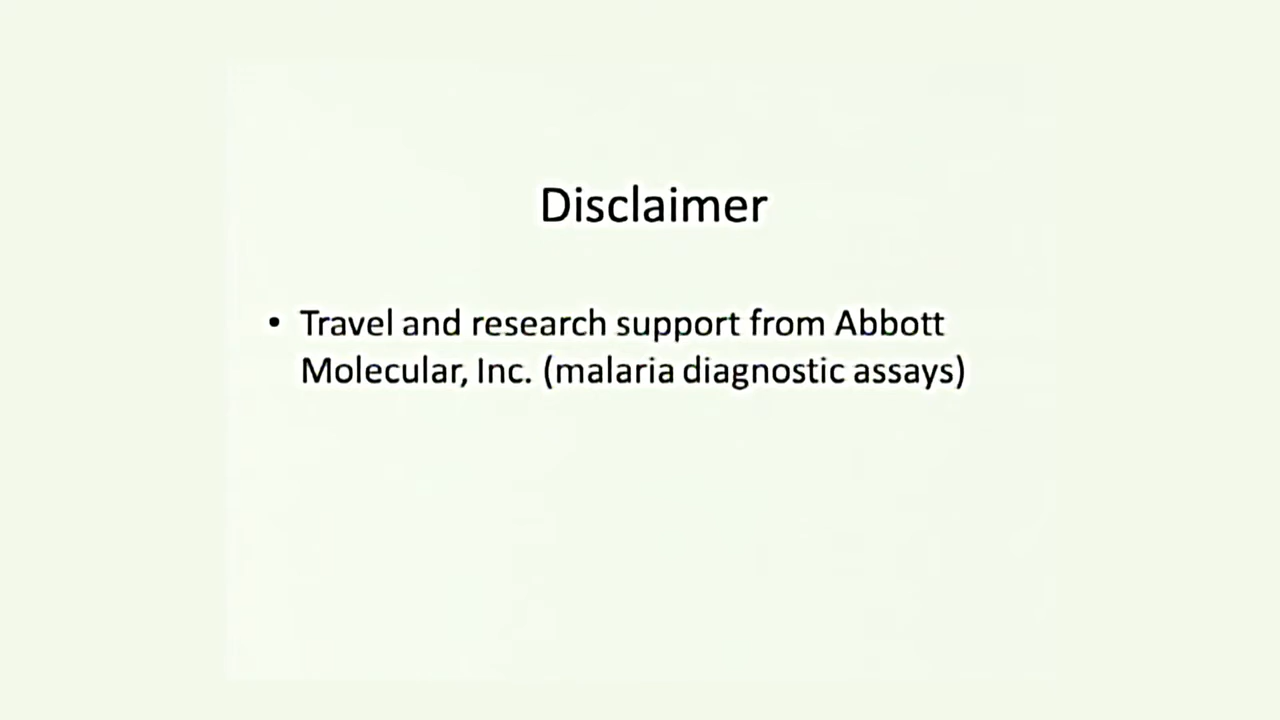 Disclaimer
• Travel and research support from Abbott
Molecular, Inc. (malaria diagnostic assays)